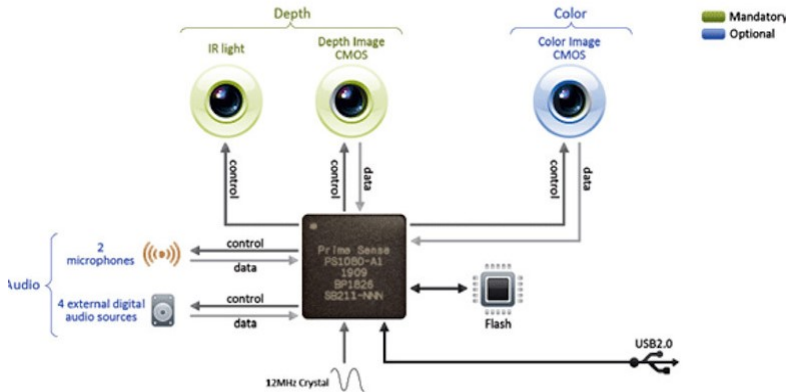 Depth
Color
Mandatory
Optional
IR light
Depth Image
CMOS
Color Image
CMOS
control
control
data
control
data
Audio
2
microphones
control
data
4 external digital
audio sources
control
data
Prime Sense
PS1080-A1
1909
BP1826
SB211-NNN
Flash
USB2.0
12MHz Crystal